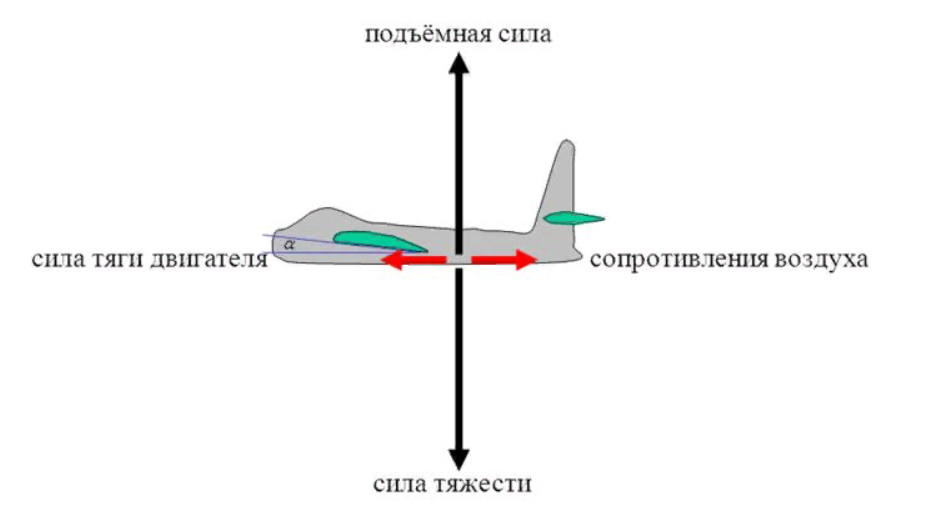 подъёмная сила
α
сила тяги двигателя
сопротивления воздуха
сила тяжести